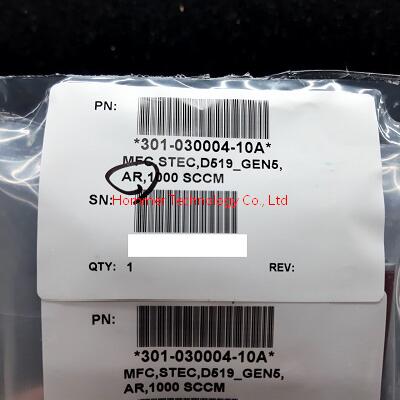 PN:
*301-030004-10A*
MFC,STEC,D519_GEN5,
AR,1000 SCCM
SN:
Hommer Technology Co., Ltd
QTY: 1 REV:
PN:
*301-030004-10A*
MFC,STEC,D519_GEN5,
AR,1000 SCCM